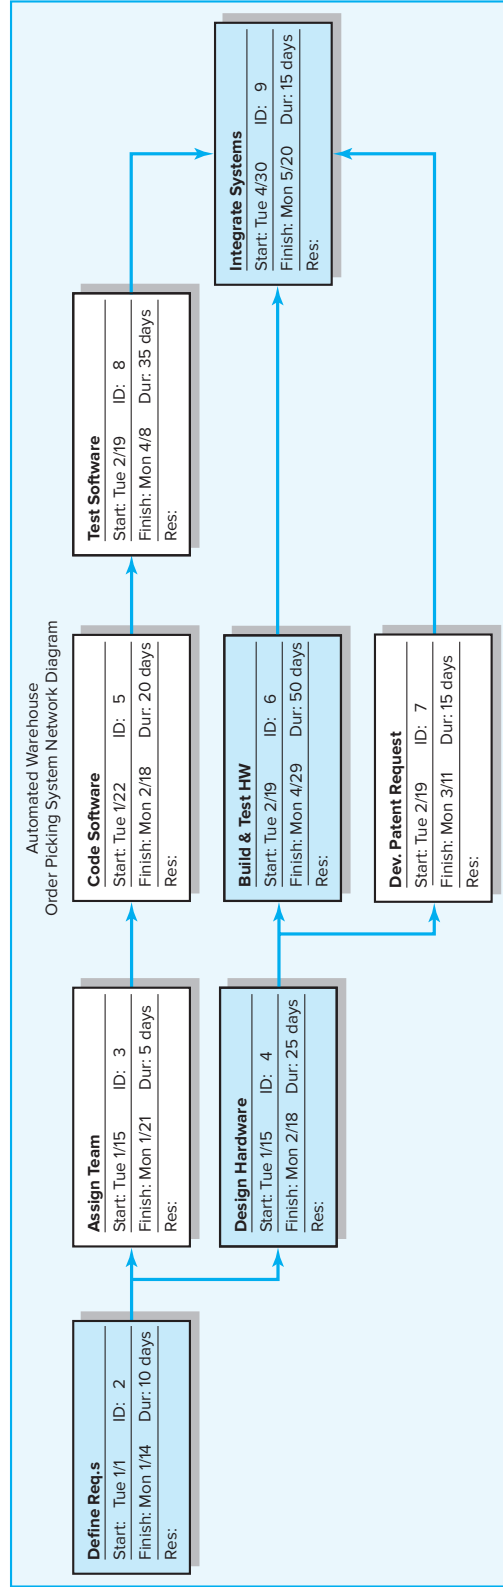 Automated Warehouse
Order Picking System Network Diagram
Define Req.s
Start: Tue 1/1 ID: 2
Finish: Mon 1/14 Dur: 10 days
Res:
Assign Team
Start: Tue 1/15 ID: 3
Finish: Mon 1/21 Dur: 5 days
Res:
Code Software
Start: Tue 1/22 ID: 5
Finish: Mon 2/18 Dur: 20 days
Res:
Test Software
Start: Tue 2/19 ID: 8
Finish: Mon 4/8 Dur: 35 days
Res:
Design Hardware
Start: Tue 1/15 ID: 4
Finish: Mon 2/18 Dur: 25 days
Res:
Build & Test HW
Start: Tue 2/19 ID: 6
Finish: Mon 4/29 Dur: 50 days
Res:
Integrate Systems
Start: Tue 4/30 ID: 9
Finish: Mon 5/20 Dur: 15 days
Res:
Dev. Patent Request
Start: Tue 2/19 ID: 7
Finish: Mon 3/11 Dur: 15 days
Res: